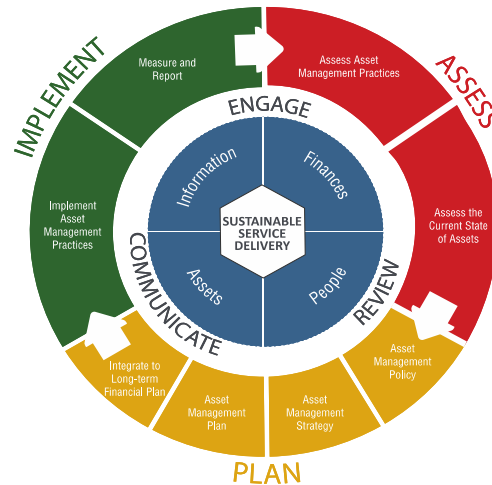 IMPLEMENT
ASSESS
PLAN
Measure and
Report
Assess Asset
Management Practices
Assess the
Current State
of Assets
Asset
Management
Policy
Asset
Management
Strategy
Asset
Management
Plan
Integrate to
Long-term
Financial Plan
Implement
Asset
Management
Practices
ENGAGE
REVIEW
COMMUNICATE
Information
Finances
People
Assets
SUSTAINABLE
SERVICE
DELIVERY